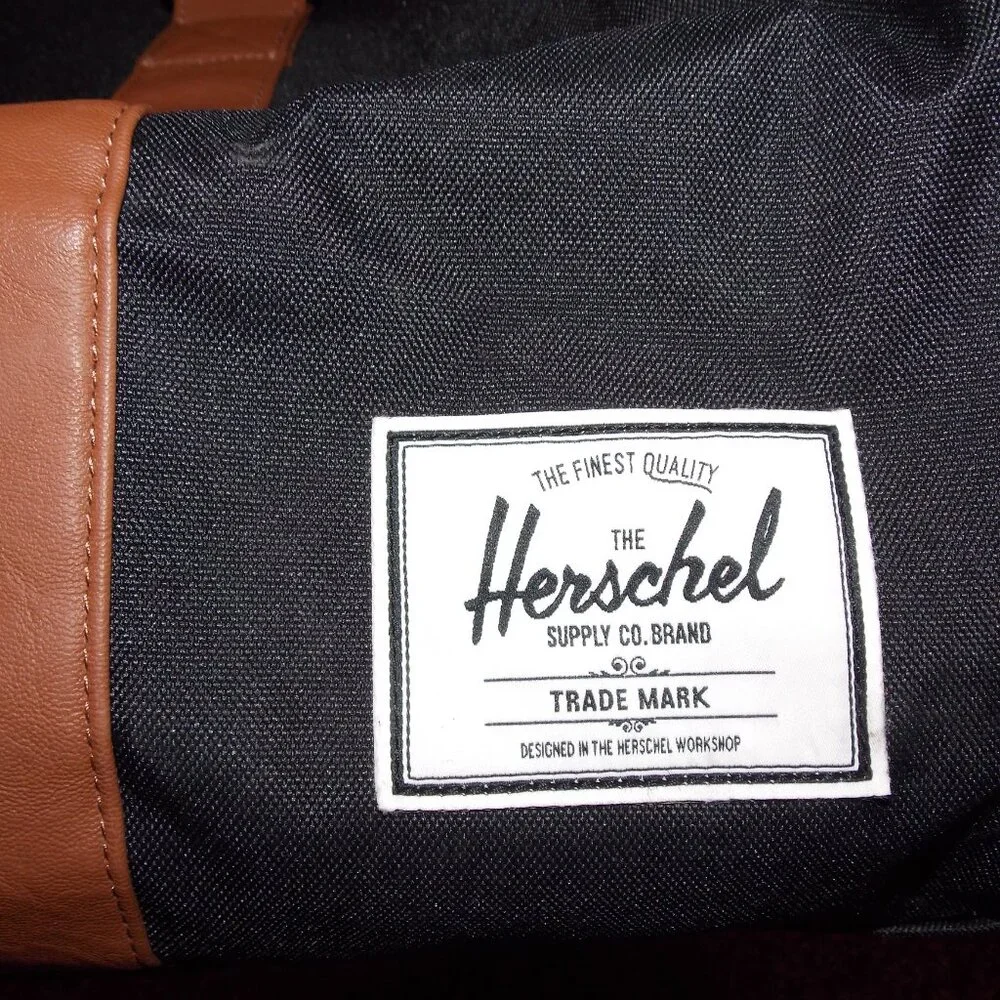 THE FINEST QUALITY
THE
Herschel
SUPPLY CO. BRAND
TRADE MARK
DESIGNED IN THE HERSCHEL WORKSHOP